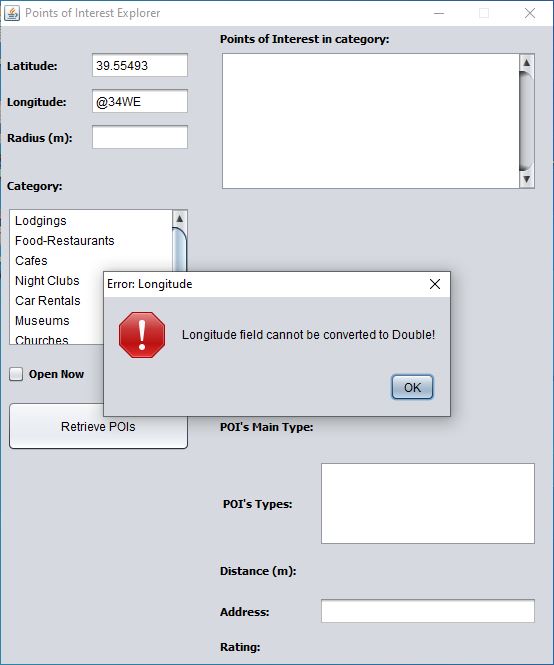 Points of Interest Explorer
Points of Interest in category:
Latitude:
39.55493
Longitude:
@34WE
Radius (m):
Category:
Lodgings
Food-Restaurants
Cafes
Night Clubs
Car Rentals
Museums
Churches
Error: Longitude
Longitude field cannot be converted to Double!
OK
Open Now
Retrieve POIs
POI's Main Type:
POI's Types:
Distance (m):
Address:
Rating: